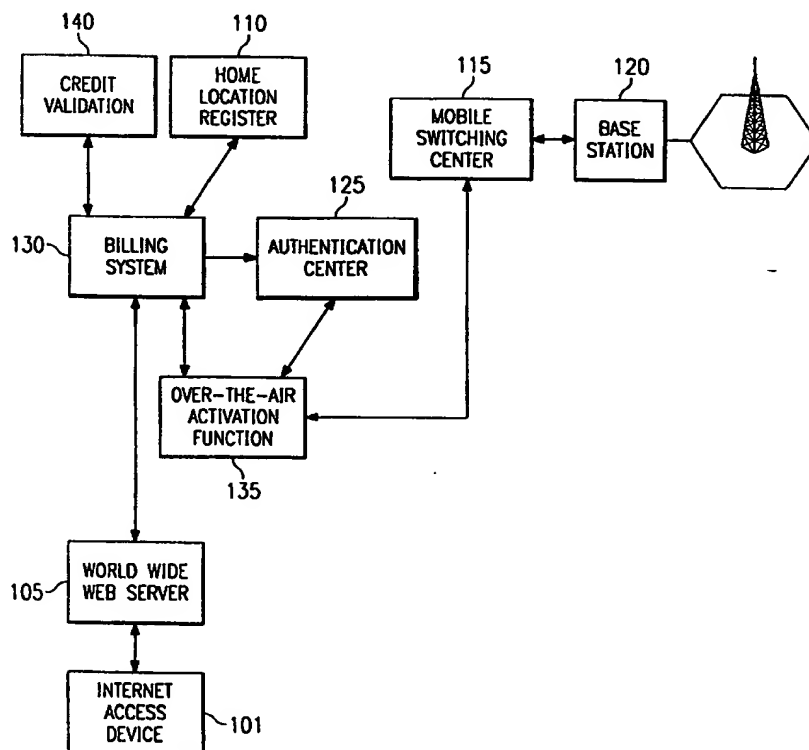 140
110
CREDIT
VALIDATION
HOME
LOCATION
REGISTER
115
120
MOBILE
SWITCHING
CENTER
BASE
STATION
125
130
BILLING
SYSTEM
AUTHENTICATION
CENTER
OVER-THE-AIR
ACTIVATION
FUNCTION
135
105
WORLD WIDE
WEB SERVER
INTERNET
ACCESS
DEVICE
101